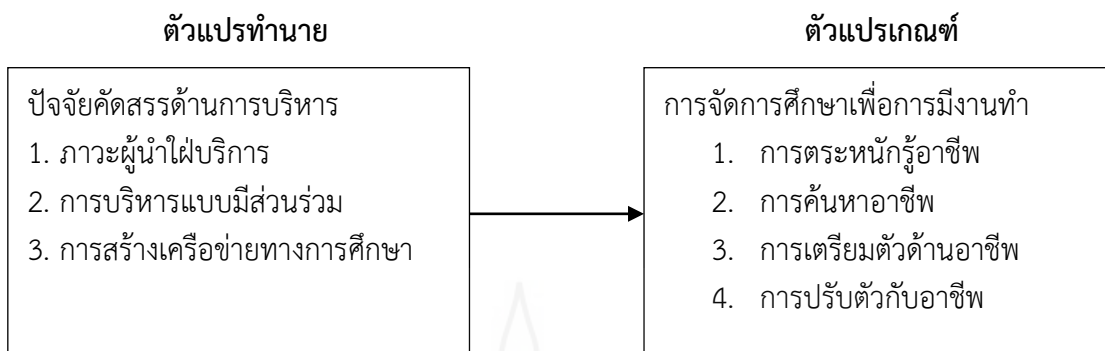 ตัวแปรทำนาย
ปัจจัยคัดสรรด้านการบริหาร
1. ภาวะผู้นำใฝ่บริการ
2. การบริหารแบบมีส่วนร่วม
3. การสร้างเครือข่ายทางการศึกษา
ตัวแปรเกณฑ์
การจัดการศึกษาเพื่อการมีงานทำ
1. การตระหนักรู้อาชีพ
2. การค้นหาอาชีพ
3. การเตรียมตัวด้านอาชีพ
4. การปรับตัวกับอาชีพ